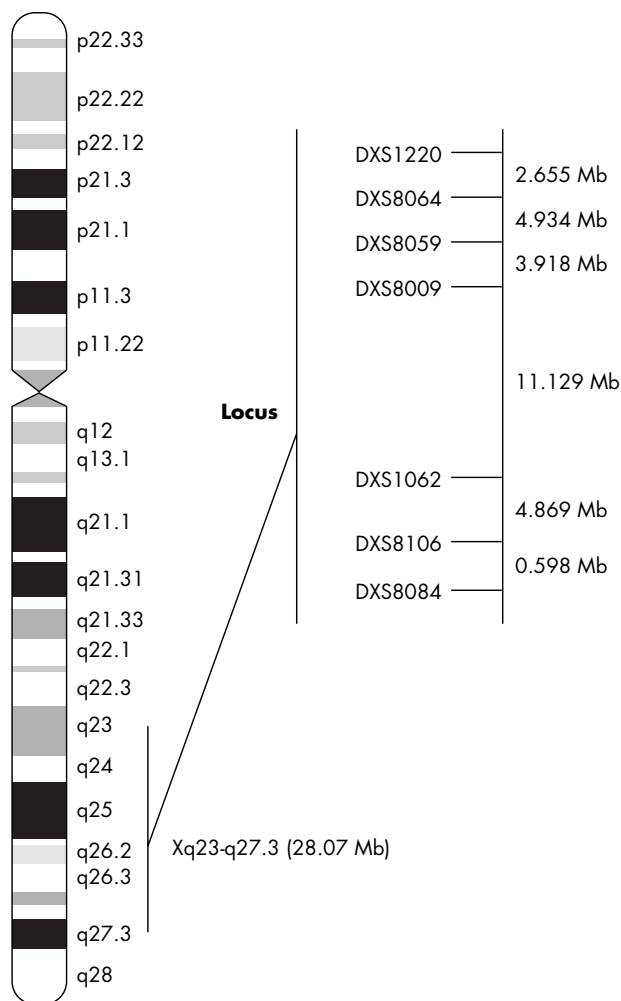 p22.33
p22.22
p22.12
p21.3
p21.1
p11.3
p11.22
q12
q13.1
q21.1
q21.31
q21.33
q22.1
q22.3
q23
q24
q25
q26.2
q26.3
q27.3
q28
Xq23-q27.3 (28.07 Mb)
Locus
DXS1220
2.655 Mb
DXS8064
4.934 Mb
DXS8059
3.918 Mb
DXS8009
11.129 Mb
DXS1062
4.869 Mb
DXS8106
0.598 Mb
DXS8084